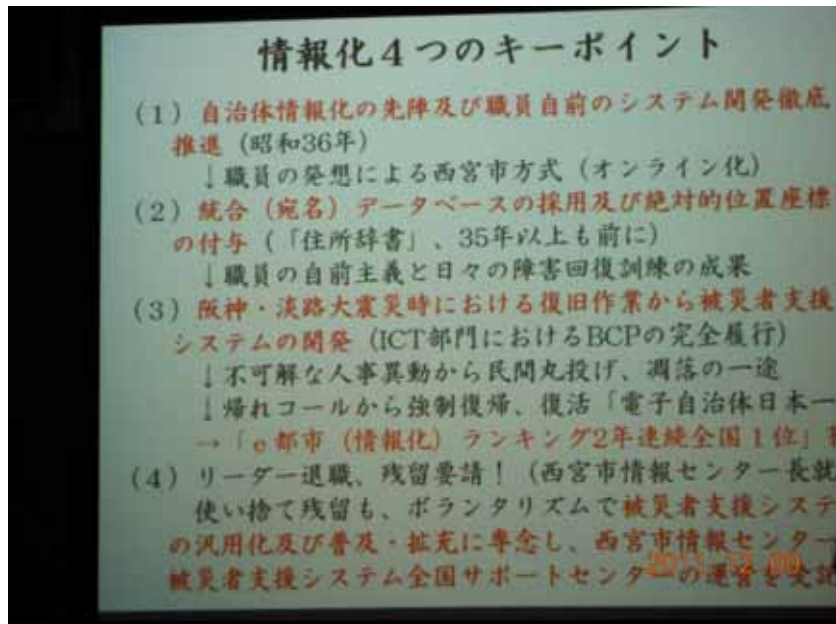 情報化４つのキーポイント
(1) 自治体情報化の先陣及び職員自前のシステム開発徹底
推進 (昭和36年)
↓職員の発想による西宮市方式 (オンライン化)
(2) 統合 (宛名) データベースの採用及び絶対的位置座標
の付与 (「住所辞書」、35年以上も前に)
↓職員の自前主義と日々の障害回復訓練の成果
(3) 阪神・淡路大震災時における復旧作業から被災者支援
システムの開発 (ICT部門におけるBCPの完全履行)
↓不可解な人事異動から民間丸投げ、凋落の一途
↓帰れコールから強制復帰、復活「電子自治体日本一
→「e都市 (情報化) ランキング2年連続全国１位」
(4) リーダー退職、残留要請！ (西宮市情報センター長就
使い捨て残留も、ボランタリズムで被災者支援システ
の汎用化及び普及・拡充に専念し、西宮市情報センター
被災者支援システム全国サポートセンターの運営を